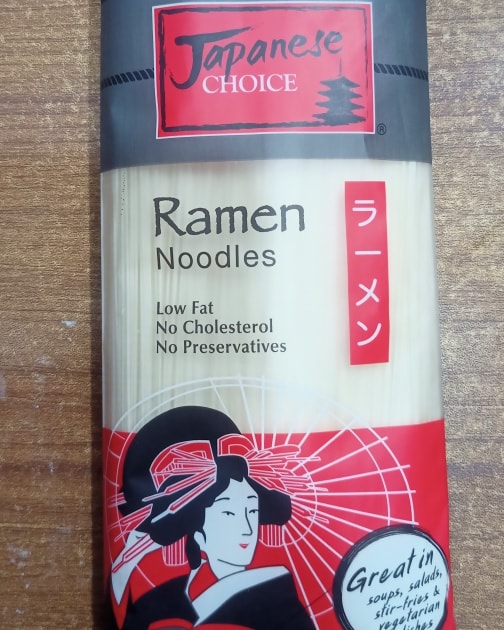 Japanese
CHOICE
®
Ramen
Noodles
ラーメン
Low Fat
No Cholesterol
No Preservatives
Great in
soups, salads,
stir-fries &
vegetarian
dishes